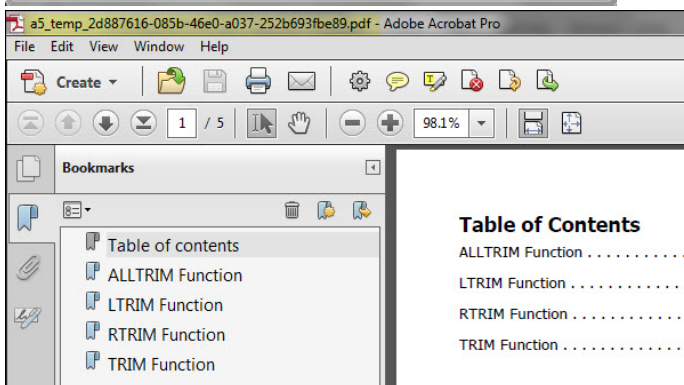 a5_temp_2d887616-085b-46e0-a037-252b693fbe89.pdf - Adobe Acrobat Pro
File Edit View Window Help
Create
1 / 5 98.1%
Bookmarks
Table of contents
ALLTRIM Function
LTRIM Function
RTRIM Function
TRIM Function
Table of Contents
ALLTRIM Function . . . . . . . . . .
LTRIM Function . . . . . . . . . . . .
RTRIM Function . . . . . . . . . . . .
TRIM Function . . . . . . . . . . . . .